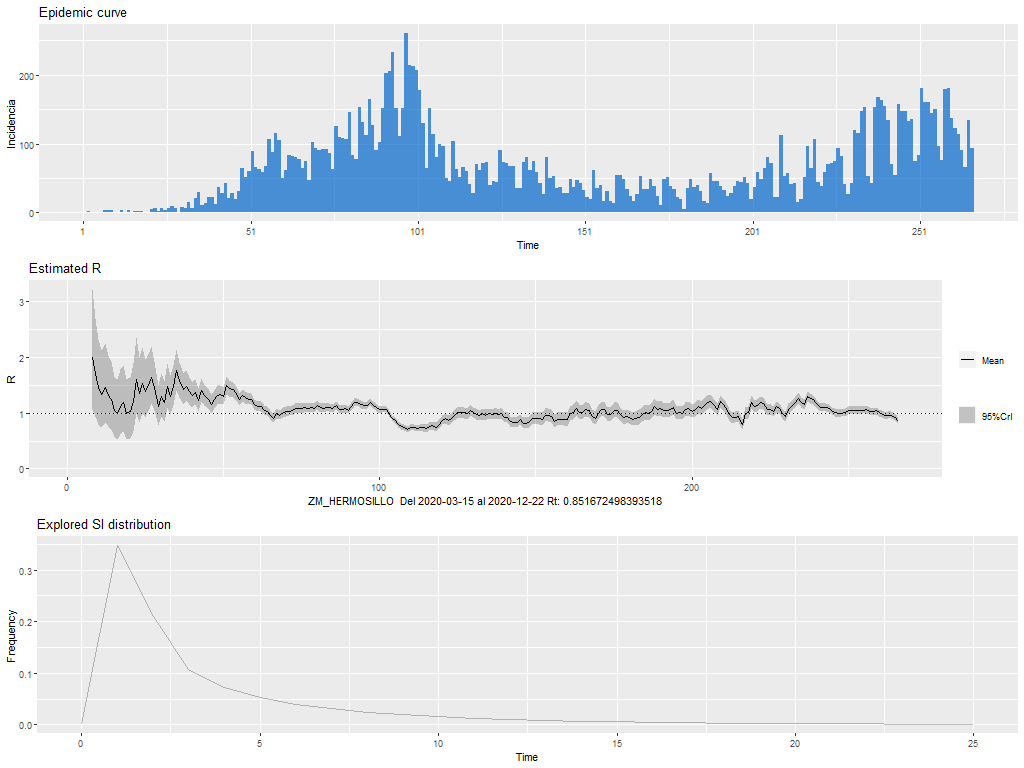 Epidemic curve
Incidencia
200
100
0
1
51
101
151
201
251
Time
Estimated R
R
3
2
1
0
0
100
200
Mean
95%CrI
ZM_HERMOSILLO Del 2020-03-15 al 2020-12-22 Rt: 0.851672498393518
Explored SI distribution
Frequency
0.3
0.2
0.1
0.0
0
5
10
15
20
25
Time